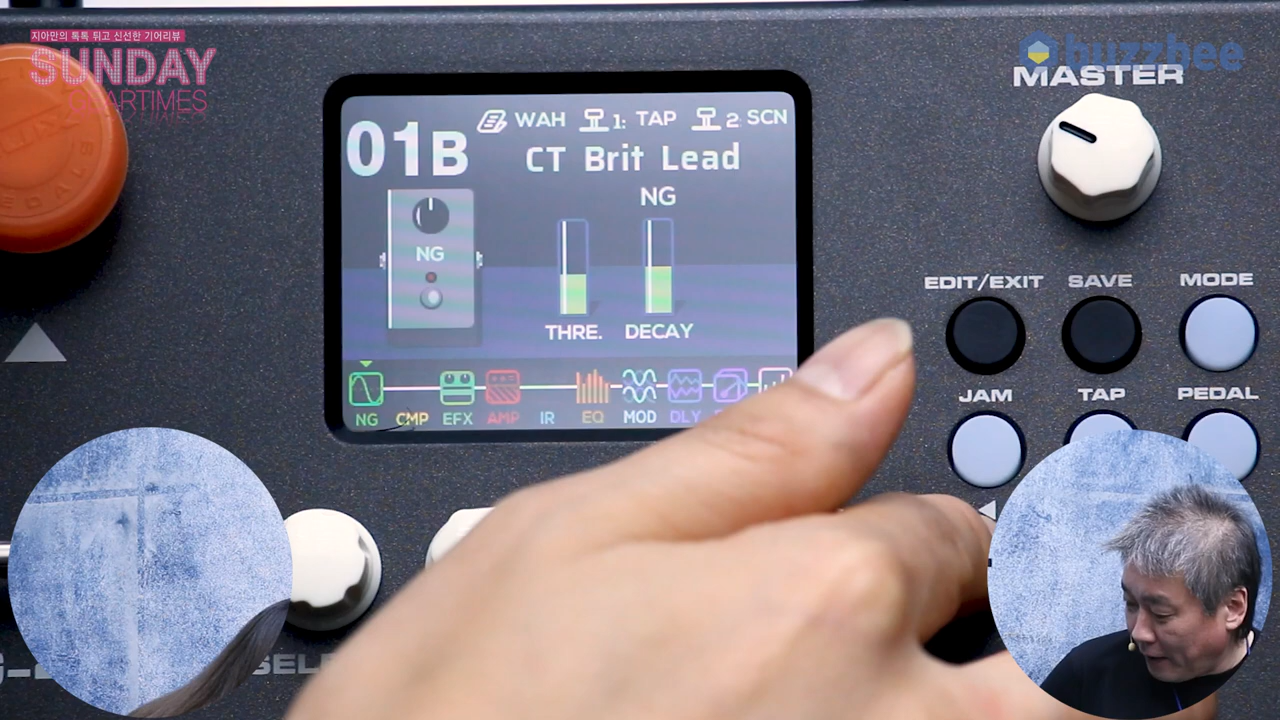 지아만의 톡톡 튀고 신선한 기어리뷰
SUNDAY
buzzbee
MASTER
01B
WAH 1: TAP 2: SCN
CT Brit Lead
NG
NG
THRE. DECAY
NG CMP EFX AMP IR EQ MOD DLY
EDIT/EXIT SAVE MODE
JAM TAP PEDAL